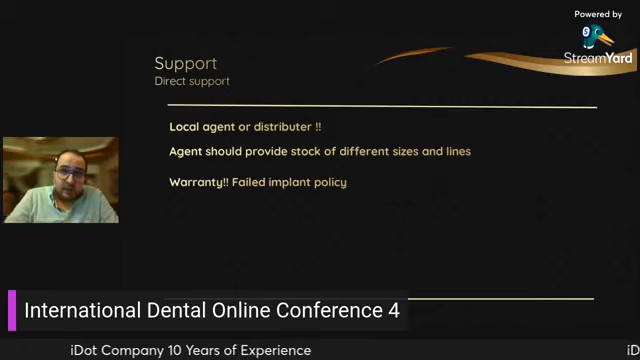 Powered by
StreamYard
Support
Direct support
Local agent or distributer !!
Agent should provide stock of different sizes and lines
Warranty!! Failed implant policy
International Dental Online Conference 4
iDot Company 10 Years of Experience
iD